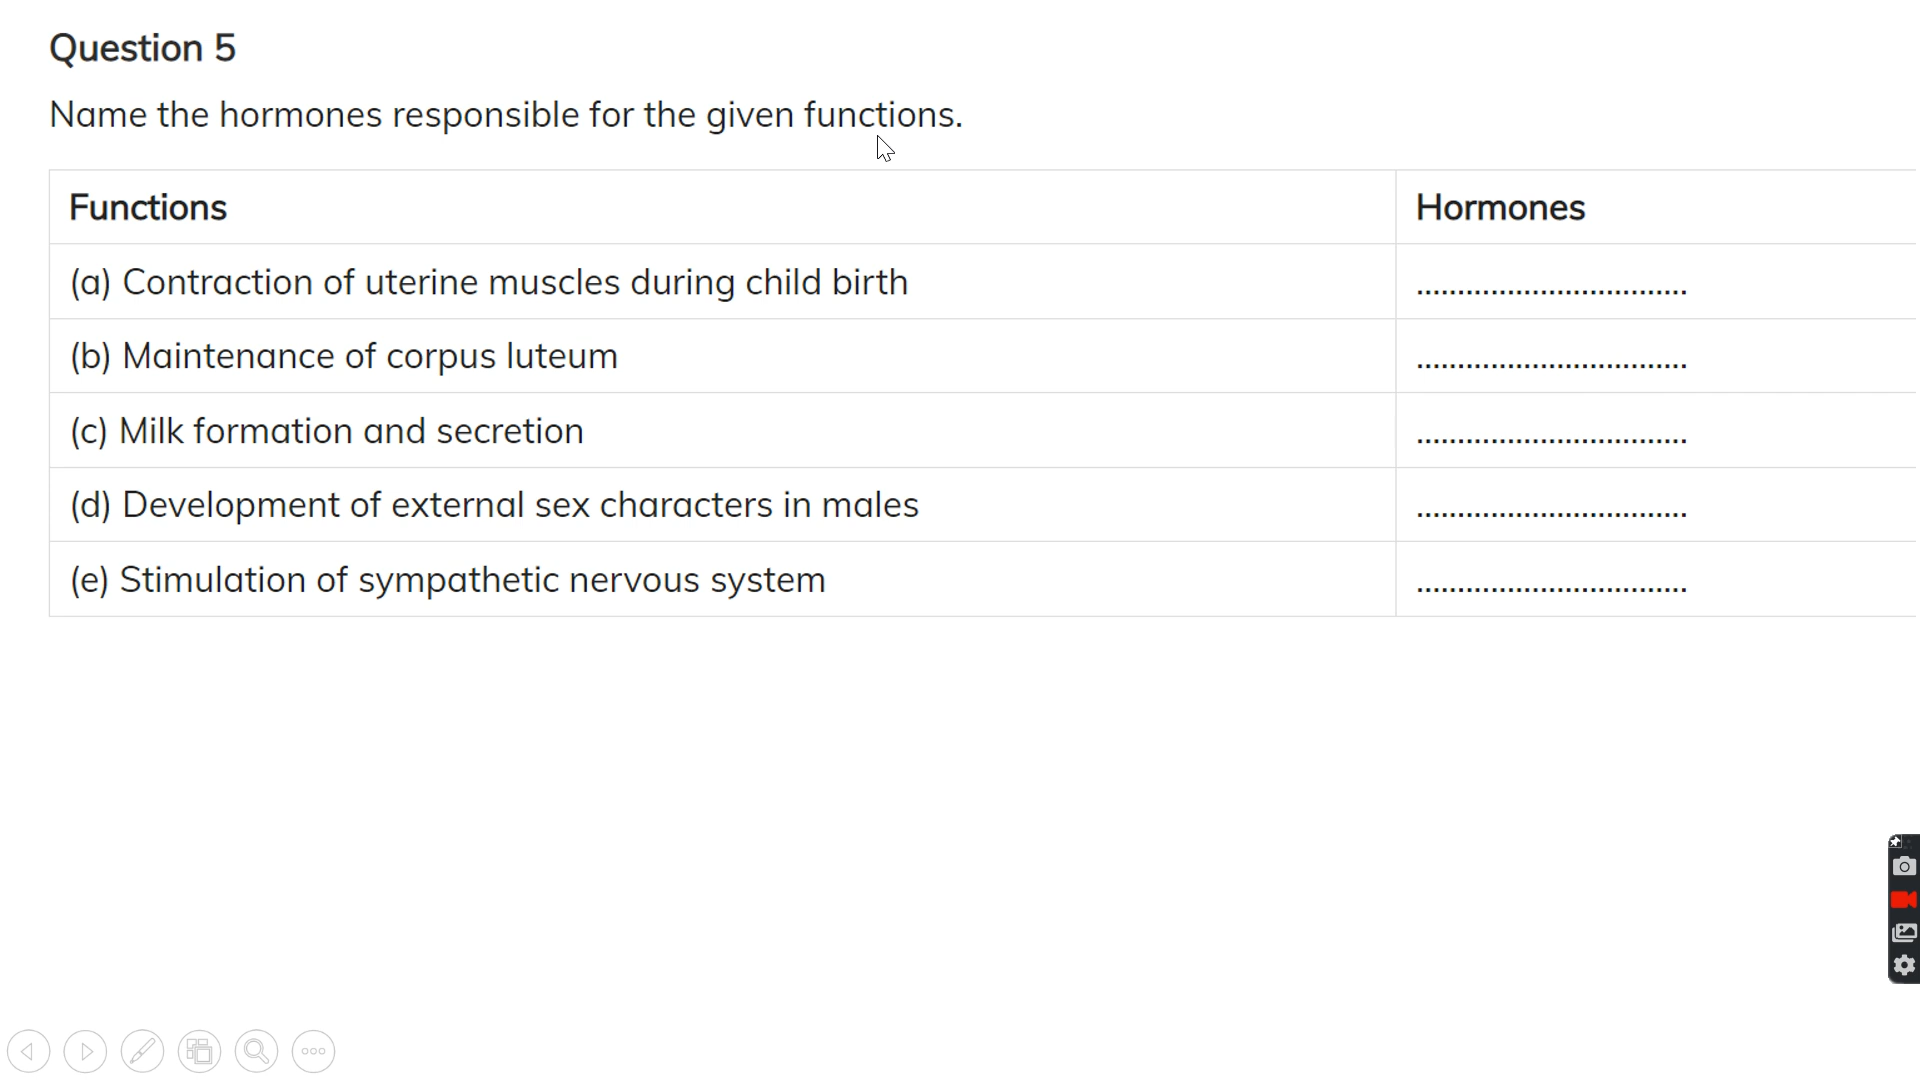 Question 5
Name the hormones responsible for the given functions.
Functions Hormones
(a) Contraction of uterine muscles during child birth .................................
(b) Maintenance of corpus luteum .................................
(c) Milk formation and secretion .................................
(d) Development of external sex characters in males .................................
(e) Stimulation of sympathetic nervous system .................................